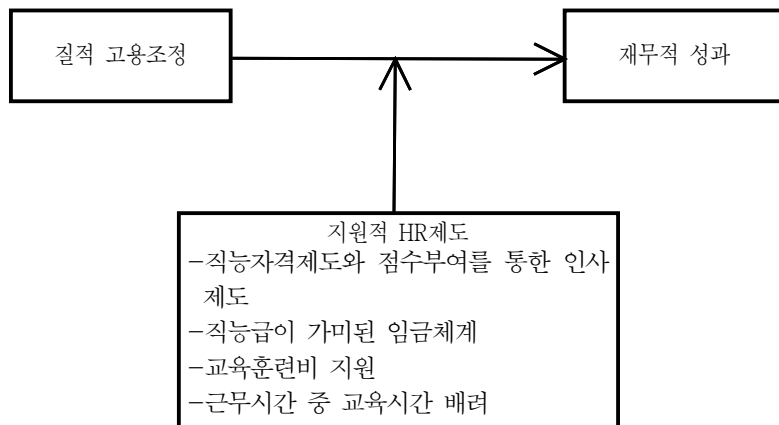 질적 고용조정
재무적 성과
지원적 HR제도
-직능자격제도와 점수부여를 통한 인사
제도
-직능급이 가미된 임금체계
-교육훈련비 지원
-근무시간 중 교육시간 배려